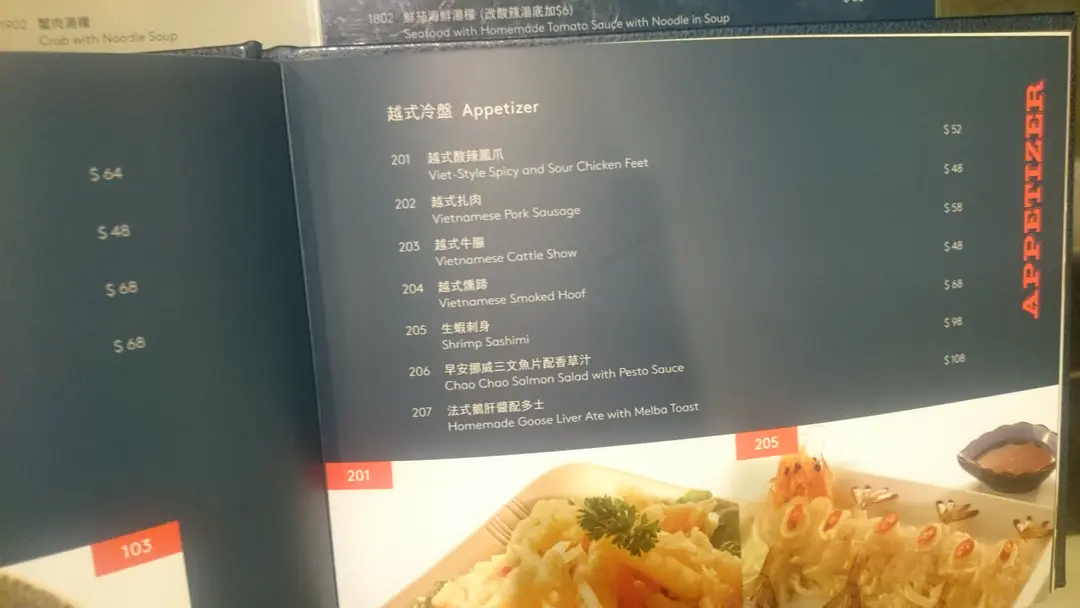 1902 蟹肉湯檬
Crab with Noodle Soup
1802 鮮茄海鮮湯檬 (改酸辣湯底加$6)
Seafood with Homemade Tomato Sauce with Noodle in Soup
$ 64
$ 48
$ 68
$ 68
103
越式冷盤 Appetizer
201 越式酸辣鳳爪 $ 52
Viet-Style Spicy and Sour Chicken Feet
202 越式扎肉 $ 48
Vietnamese Pork Sausage
203 越式牛𦟌 $ 58
Vietnamese Cattle Show
204 越式燻蹄 $ 48
Vietnamese Smoked Hoof
205 生蝦刺身 $ 68
Shrimp Sashimi
206 早安挪威三文魚片配香草汁 $ 98
Chao Chao Salmon Salad with Pesto Sauce
207 法式鵝肝醬配多士 $ 108
Homemade Goose Liver Ate with Melba Toast
APPETIZER
201
205